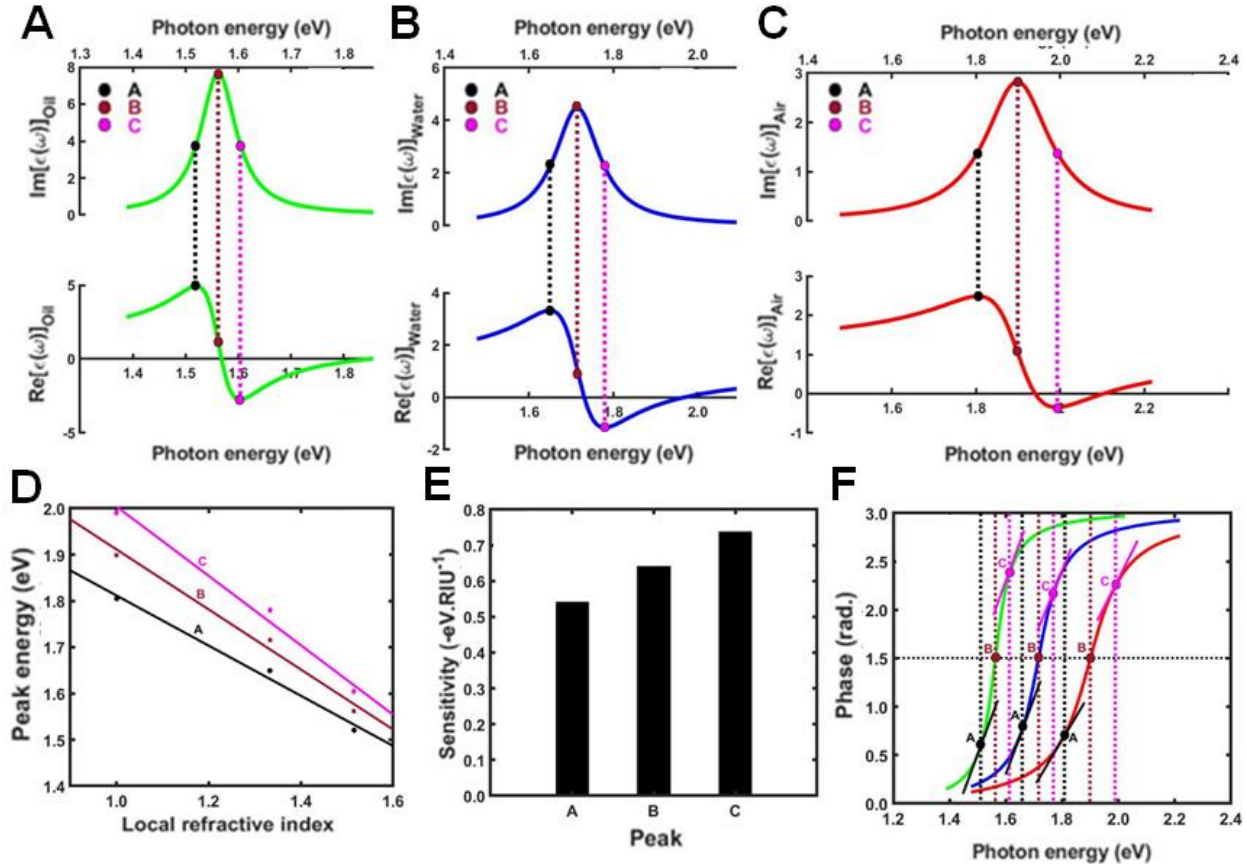 A
Photon energy (eV)
1.3 1.4 1.5 1.6 1.7 1.8
8
6
4
2
0
Im[ϵ(ω)]Oil
A
B
C
5
0
-5
Re[ϵ(ω)]Oil
1.4 1.5 1.6 1.7 1.8
Photon energy (eV)
B
Photon energy (eV)
1.4 1.6 1.8 2.0
6
4
2
0
Im[ϵ(ω)]Water
A
B
C
4
2
0
-2
Re[ϵ(ω)]Water
1.6 1.8 2.0
Photon energy (eV)
C
Photon energy (eV)
1.4 1.6 1.8 2.0 2.2 2.4
3
2
1
0
Im[ϵ(ω)]Air
A
B
C
3
2
1
0
-1
Re[ϵ(ω)]Air
1.6 1.8 2.0 2.2
Photon energy (eV)
D
2.0
1.9
1.8
1.7
1.6
1.5
1.4
Peak energy (eV)
C
B
A
1.0 1.2 1.4 1.6
Local refractive index
E
0.8
0.7
0.6
0.5
0.4
0.3
0.2
0.1
0.0
Sensitivity (-eV.RIU-1)
A B C
Peak
F
3.0
2.5
2.0
1.5
1.0
0.5
0.0
Phase (rad.)
C C C
B B B
A A A
1.2 1.4 1.6 1.8 2.0 2.2 2.4
Photon energy (eV)